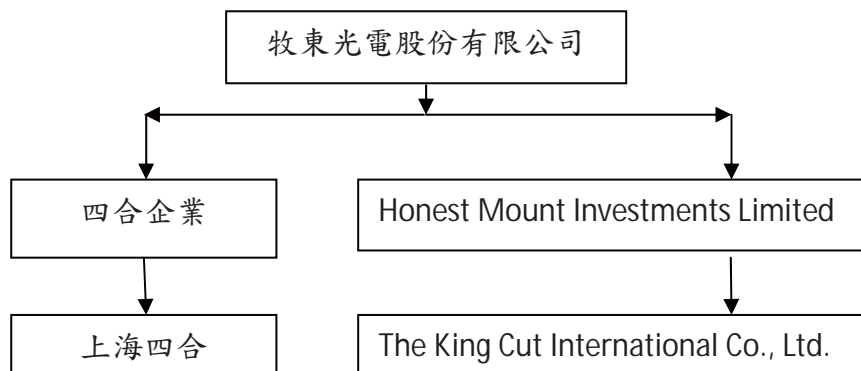 牧東光電股份有限公司
四合企業
Honest Mount Investments Limited
上海四合
The King Cut International Co., Ltd.